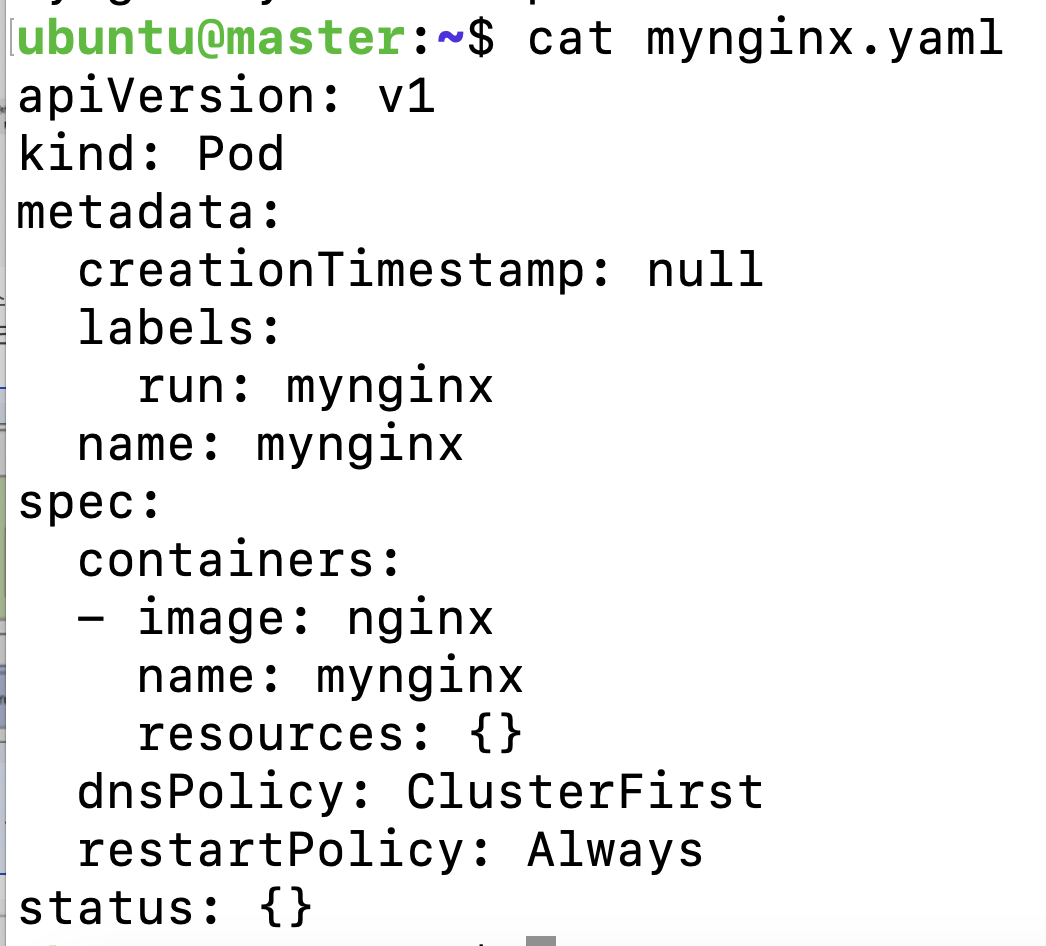 ubuntu@master:~$ cat mynginx.yaml
apiVersion: v1
kind: Pod
metadata:
  creationTimestamp: null
  labels:
    run: mynginx
  name: mynginx
spec:
  containers:
  - image: nginx
    name: mynginx
    resources: {}
  dnsPolicy: ClusterFirst
  restartPolicy: Always
status: {}